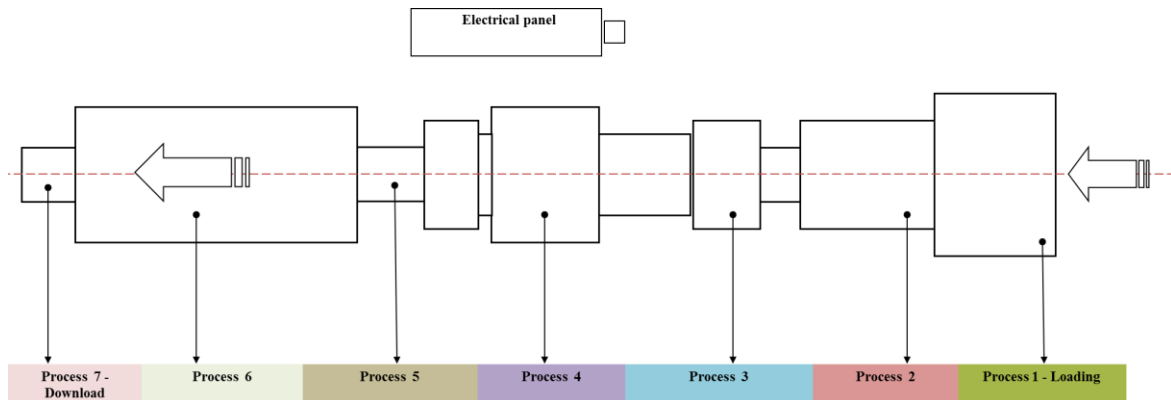 Electrical panel
Process 7 -
Download
Process 6
Process 5
Process 4
Process 3
Process 2
Process 1 - Loading